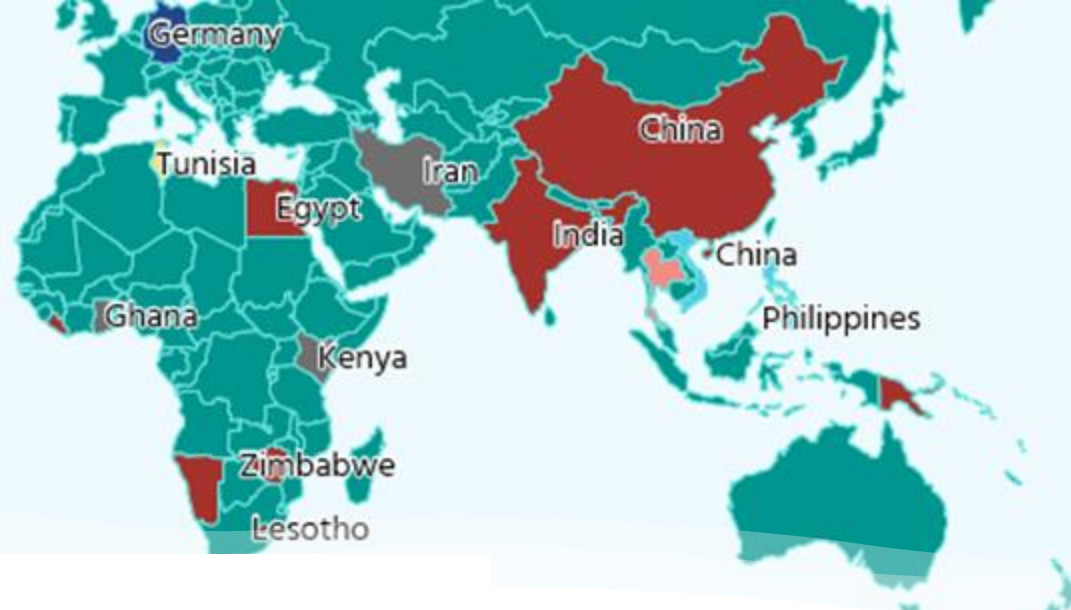 Germany
China
Tunisia
Iran
Egypt
India
China
Ghana
Philippines
Kenya
Zimbabwe
Lesotho